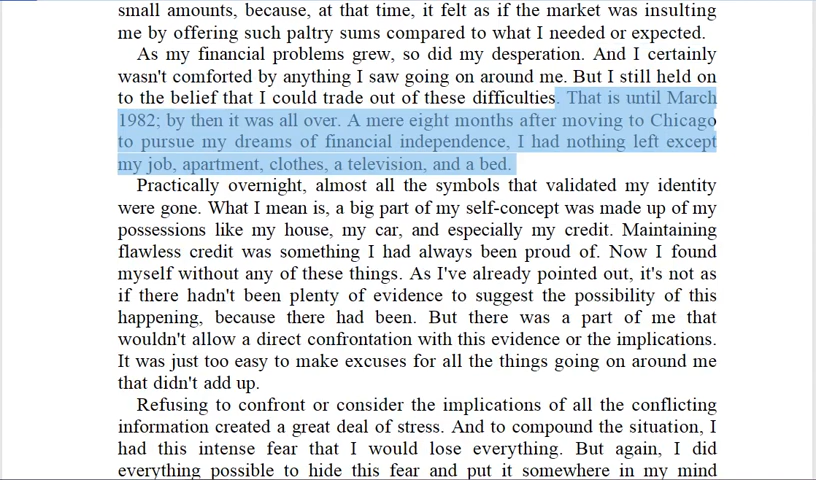 small amounts, because, at that time, it felt as if the market was insulting
me by offering such paltry sums compared to what I needed or expected.
As my financial problems grew, so did my desperation. And I certainly
wasn't comforted by anything I saw going on around me. But I still held on
to the belief that I could trade out of these difficulties. That is until March
1982; by then it was all over. A mere eight months after moving to Chicago
to pursue my dreams of financial independence, I had nothing left except
my job, apartment, clothes, a television, and a bed.
Practically overnight, almost all the symbols that validated my identity
were gone. What I mean is, a big part of my self-concept was made up of my
possessions like my house, my car, and especially my credit. Maintaining
flawless credit was something I had always been proud of. Now I found
myself without any of these things. As I've already pointed out, it's not as
if there hadn't been plenty of evidence to suggest the possibility of this
happening, because there had been. But there was a part of me that
wouldn't allow a direct confrontation with this evidence or the implications.
It was just too easy to make excuses for all the things going on around me
that didn't add up.
Refusing to confront or consider the implications of all the conflicting
information created a great deal of stress. And to compound the situation, I
had this intense fear that I would lose everything. But again, I did
everything possible to hide this fear and put it somewhere in my mind